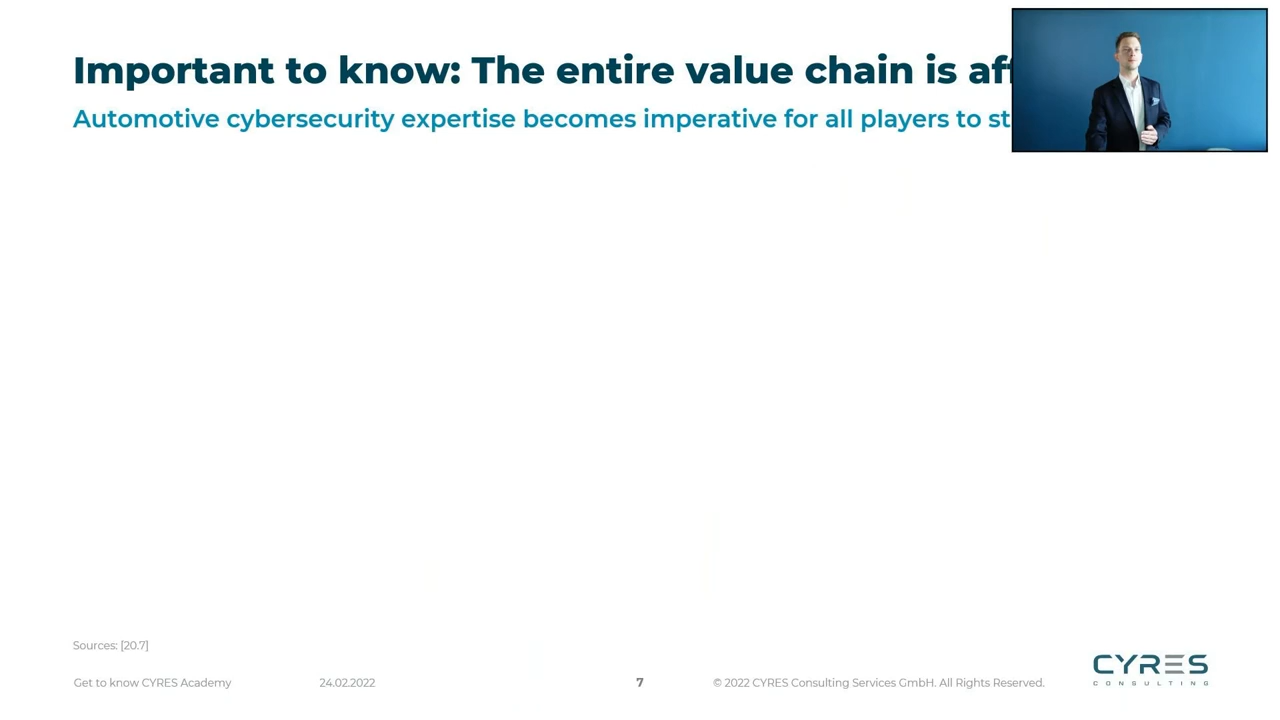 Important to know: The entire value chain is
Automotive cybersecurity expertise becomes imperative for all players to
Sources: [20.7]
Get to know CYRES Academy 24.02.2022 7 © 2022 CYRES Consulting Services GmbH. All Rights Reserved.
CYRES
CONSULTING